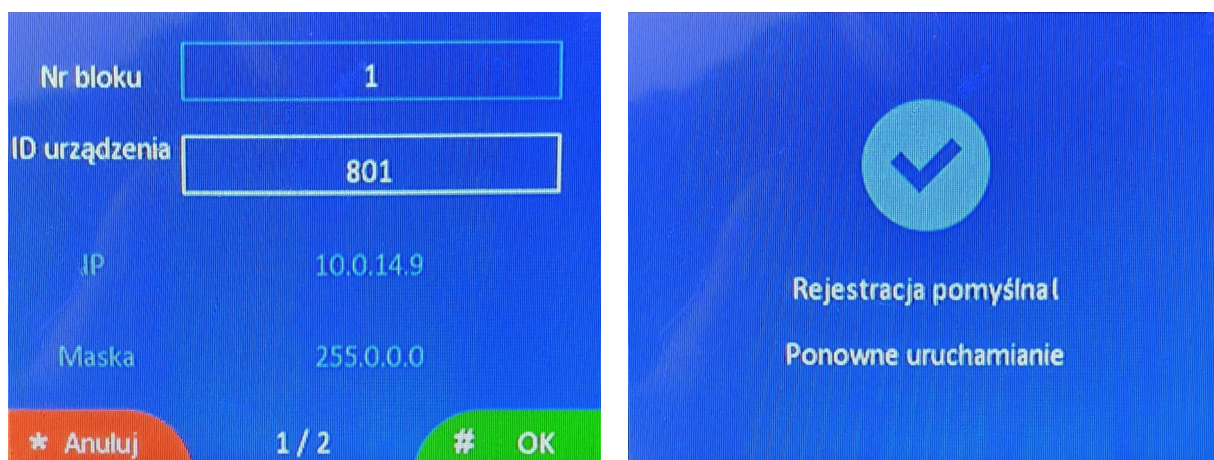 Nr bloku 1
ID urządzenia 801
IP 10.0.14.9
Maska 255.0.0.0
* Anuluj 1 / 2 # OK
Rejestracja pomyślna!
Ponowne uruchamianie